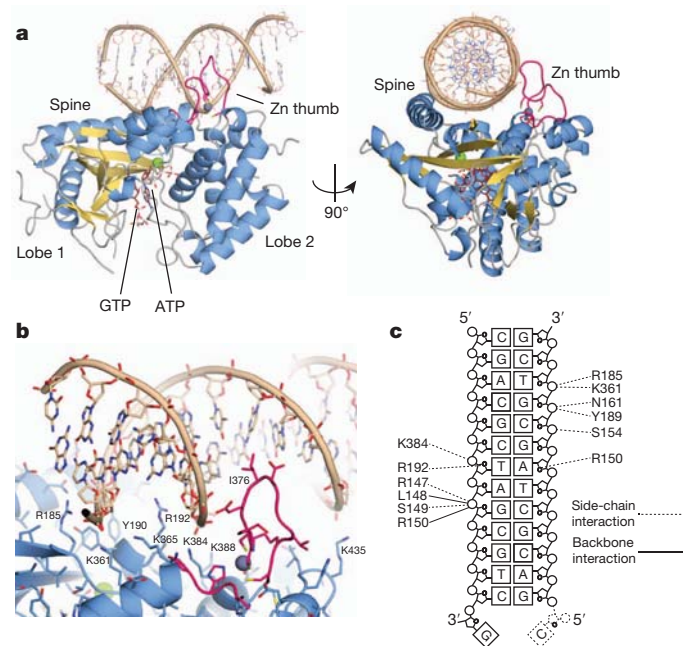 a
Spine
Zn thumb
Lobe 1
Lobe 2
GTP
ATP
90°
Spine
Zn thumb
b
R185
Y190
R192
K361
K365
K384
K388
I376
K435
c
5′
3′
C G
G C
A T
C G
G C
C G
T A
A T
G C
C G
G C
T A
C G
3′
G
C
5′
K384
R192
R147
L148
S149
R150
R185
K361
N161
Y189
S154
R150
Side-chain
interaction
Backbone
interaction